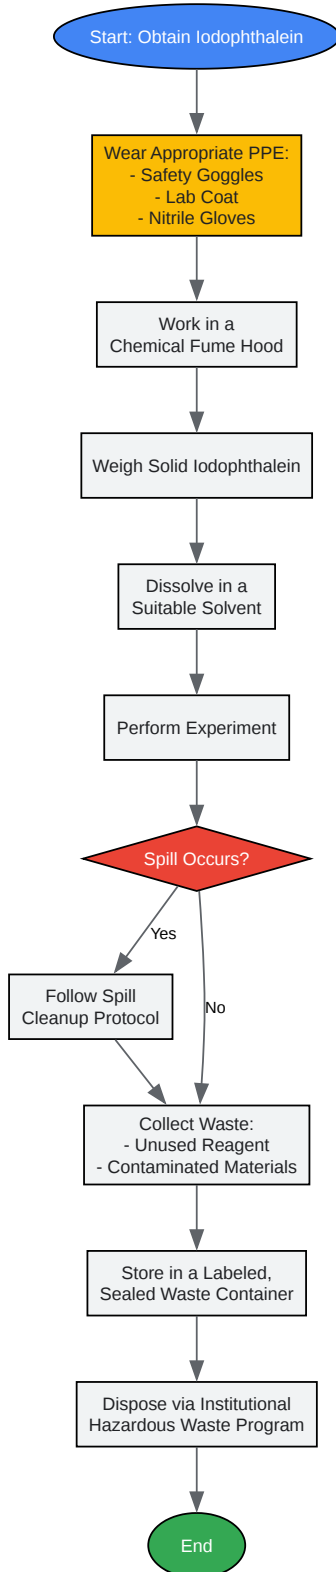 Start: Obtain Iodophthalein
Wear Appropriate PPE:
- Safety Goggles
- Lab Coat
- Nitrile Gloves
Work in a
Chemical Fume Hood
Weigh Solid Iodophthalein
Dissolve in a
Suitable Solvent
Perform Experiment
Spill Occurs?
Yes
Follow Spill
Cleanup Protocol
No
Collect Waste:
- Unused Reagent
- Contaminated Materials
Store in a Labeled,
Sealed Waste Container
Dispose via Institutional
Hazardous Waste Program
End